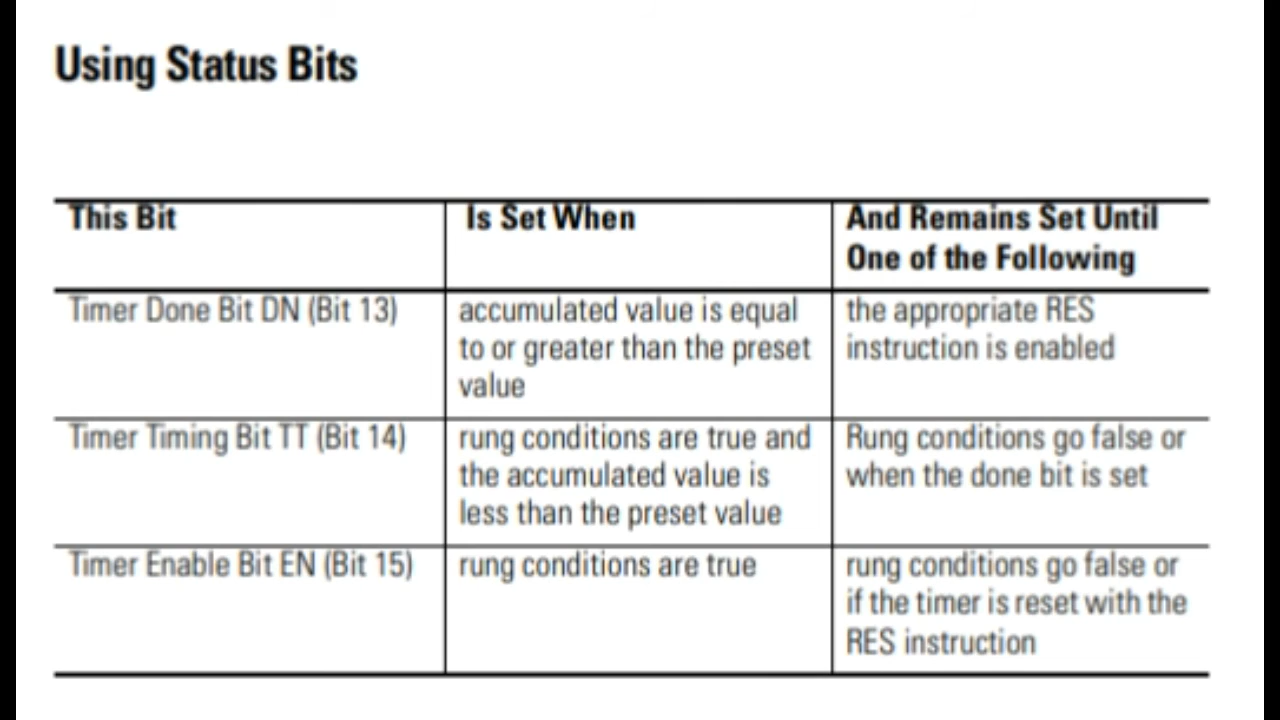 Using Status Bits
This Bit
Is Set When
And Remains Set Until
One of the Following
Timer Done Bit DN (Bit 13)
accumulated value is equal
to or greater than the preset
value
the appropriate RES
instruction is enabled
Timer Timing Bit TT (Bit 14)
rung conditions are true and
the accumulated value is
less than the preset value
Rung conditions go false or
when the done bit is set
Timer Enable Bit EN (Bit 15)
rung conditions are true
rung conditions go false or
if the timer is reset with the
RES instruction